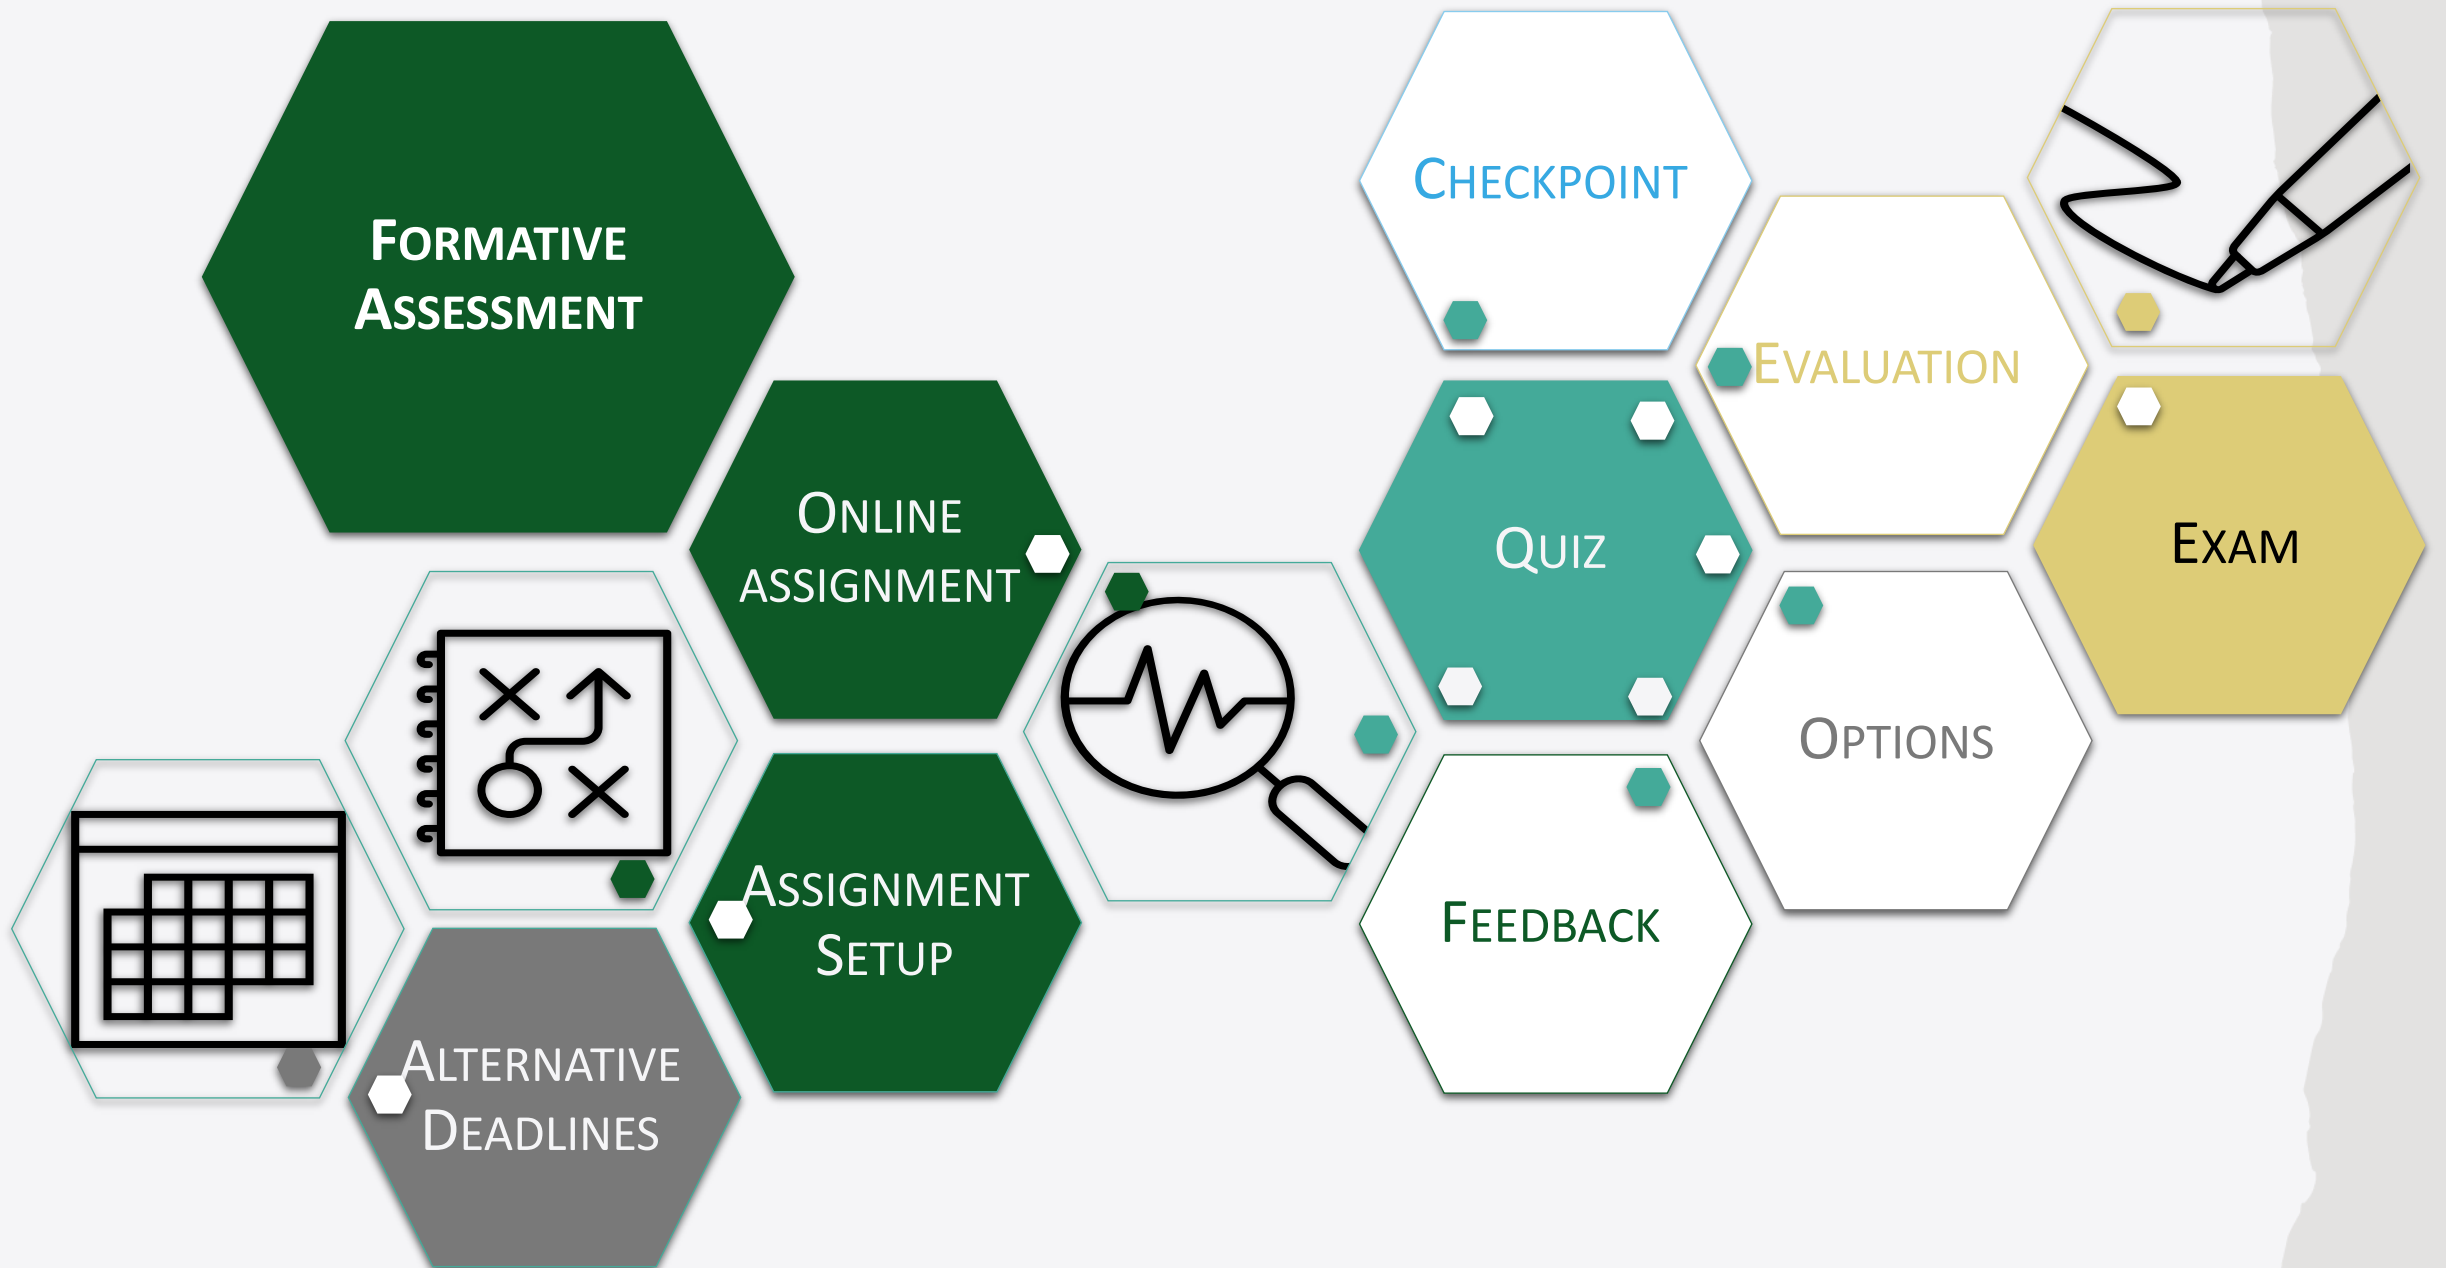 Formative
Assessment
Online
assignment
Assignment
Setup
Alternative
Deadlines
Checkpoint
Evaluation
Quiz
Exam
Options
Feedback